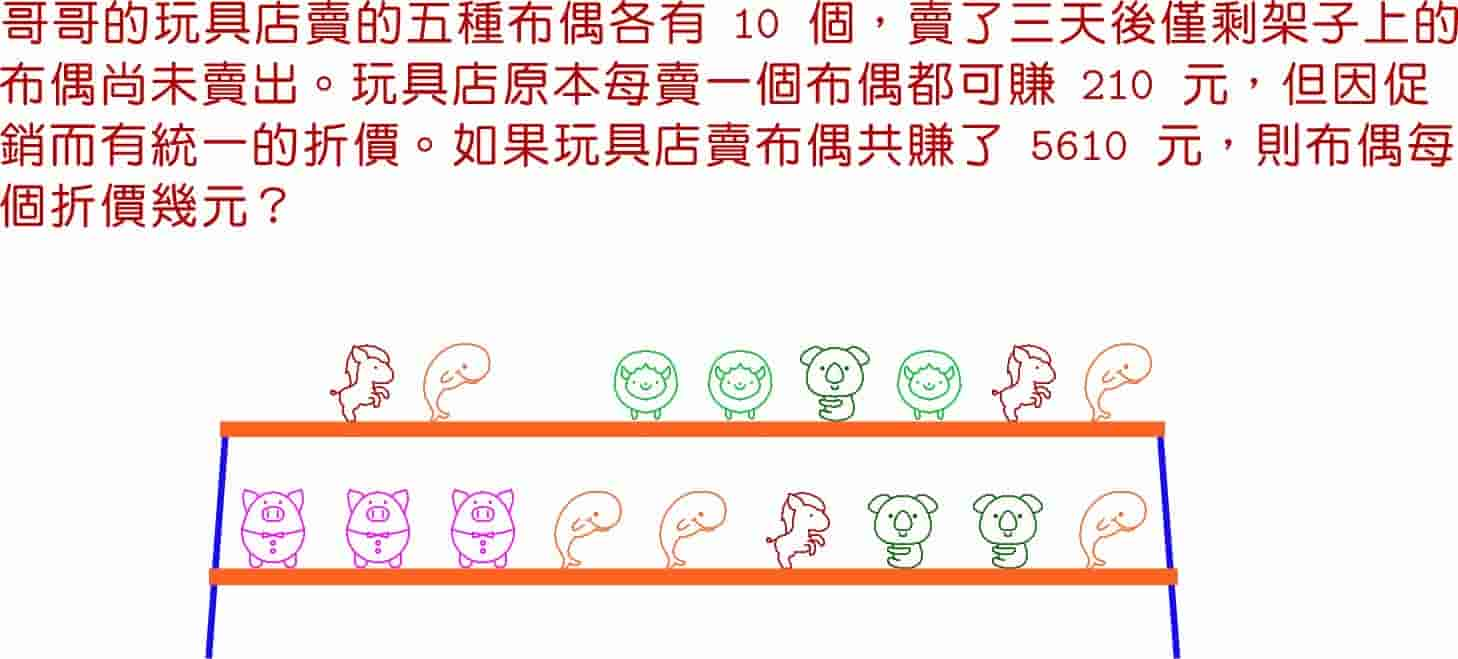 哥哥的玩具店賣的五種布偶各有 10 個，賣了三天後僅剩架子上的
布偶尚未賣出。玩具店原本每賣一個布偶都可賺 210 元，但因促
銷而有統一的折價。如果玩具店賣布偶共賺了 5610 元，則布偶每
個折價幾元？